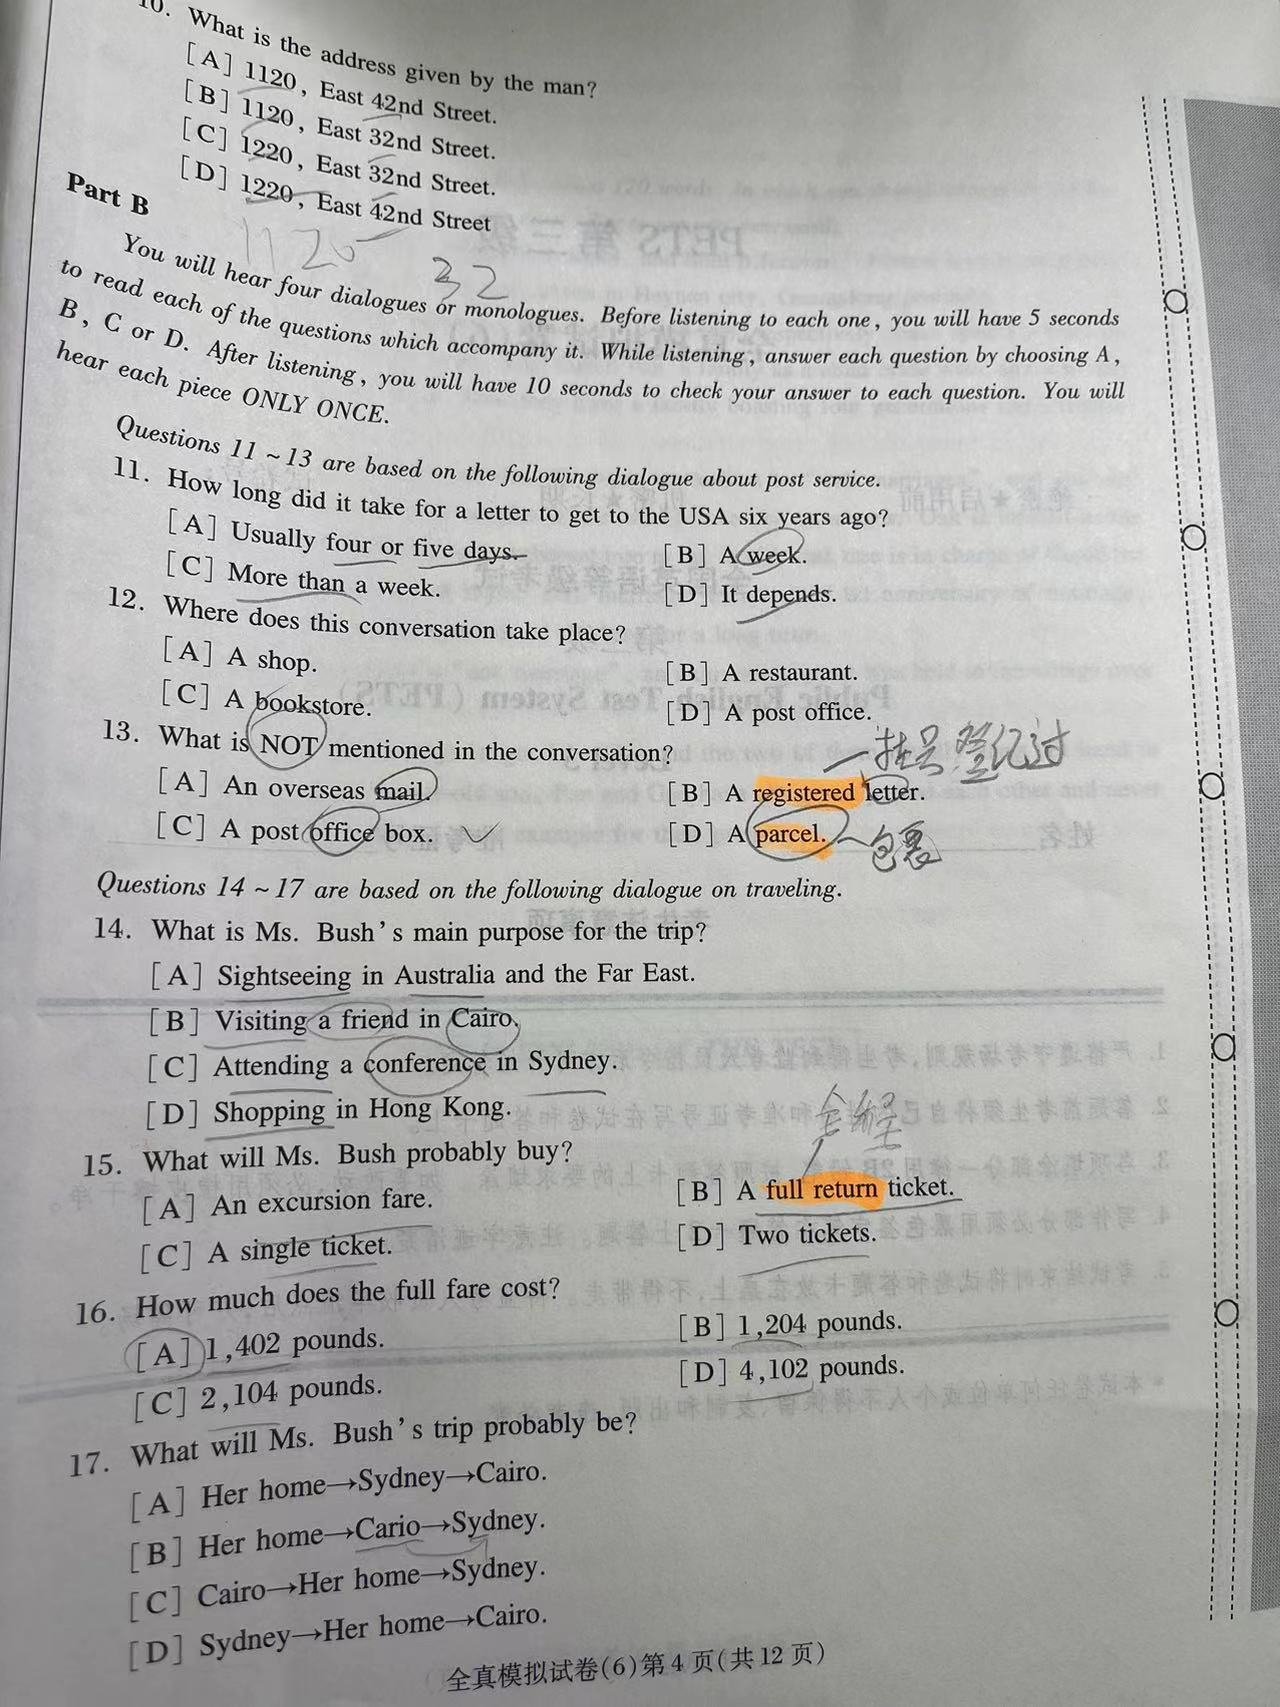 10. What is the address given by the man?
[A] 1120, East 42nd Street.
[B] 1120, East 32nd Street.
[C] 1220, East 32nd Street.
[D] 1220, East 42nd Street
Part B
1120
32
You will hear four dialogues or monologues. Before listening to each one, you will have 5 seconds
to read each of the questions which accompany it. While listening, answer each question by choosing A,
B, C or D. After listening, you will have 10 seconds to check your answer to each question. You will
hear each piece ONLY ONCE.
Questions 11~13 are based on the following dialogue about post service.
11. How long did it take for a letter to get to the USA six years ago?
[A] Usually four or five days. [B] A week.
[C] More than a week. [D] It depends.
12. Where does this conversation take place?
[A] A shop. [B] A restaurant.
[C] A bookstore. [D] A post office.
13. What is NOT mentioned in the conversation?
挂号 登记过
[A] An overseas mail. [B] A registered letter.
[C] A post office box. [D] A parcel. 包裹
Questions 14~17 are based on the following dialogue on traveling.
14. What is Ms. Bush's main purpose for the trip?
[A] Sightseeing in Australia and the Far East.
[B] Visiting a friend in Cairo.
[C] Attending a conference in Sydney.
[D] Shopping in Hong Kong.
全程
15. What will Ms. Bush probably buy?
[A] An excursion fare. [B] A full return ticket.
[C] A single ticket. [D] Two tickets.
16. How much does the full fare cost?
[A] 1,402 pounds. [B] 1,204 pounds.
[C] 2,104 pounds. [D] 4,102 pounds.
17. What will Ms. Bush's trip probably be?
[A] Her home→Sydney→Cairo.
[B] Her home→Cario→Sydney.
[C] Cairo→Her home→Sydney.
[D] Sydney→Her home→Cairo.
全真模拟试卷(6)第4页(共12页)